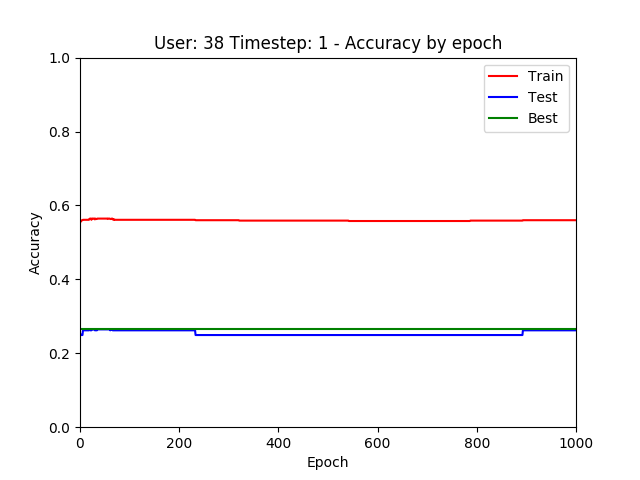 User: 38 Timestep: 1 - Accuracy by epoch
1.0
0.8
0.6
0.4
0.2
0.0
Accuracy
Train
Test
Best
0 200 400 600 800 1000
Epoch